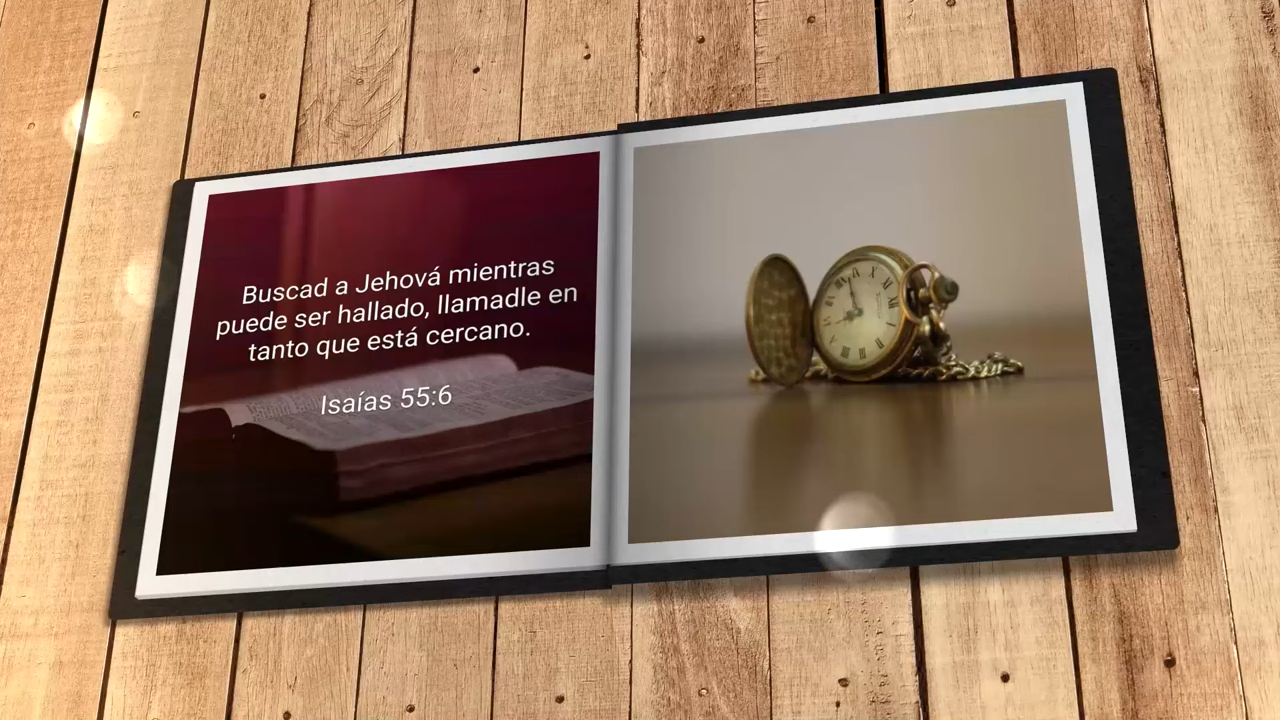 Buscad a Jehová mientras
puede ser hallado, llamadle en
tanto que está cercano.
Isaías 55:6